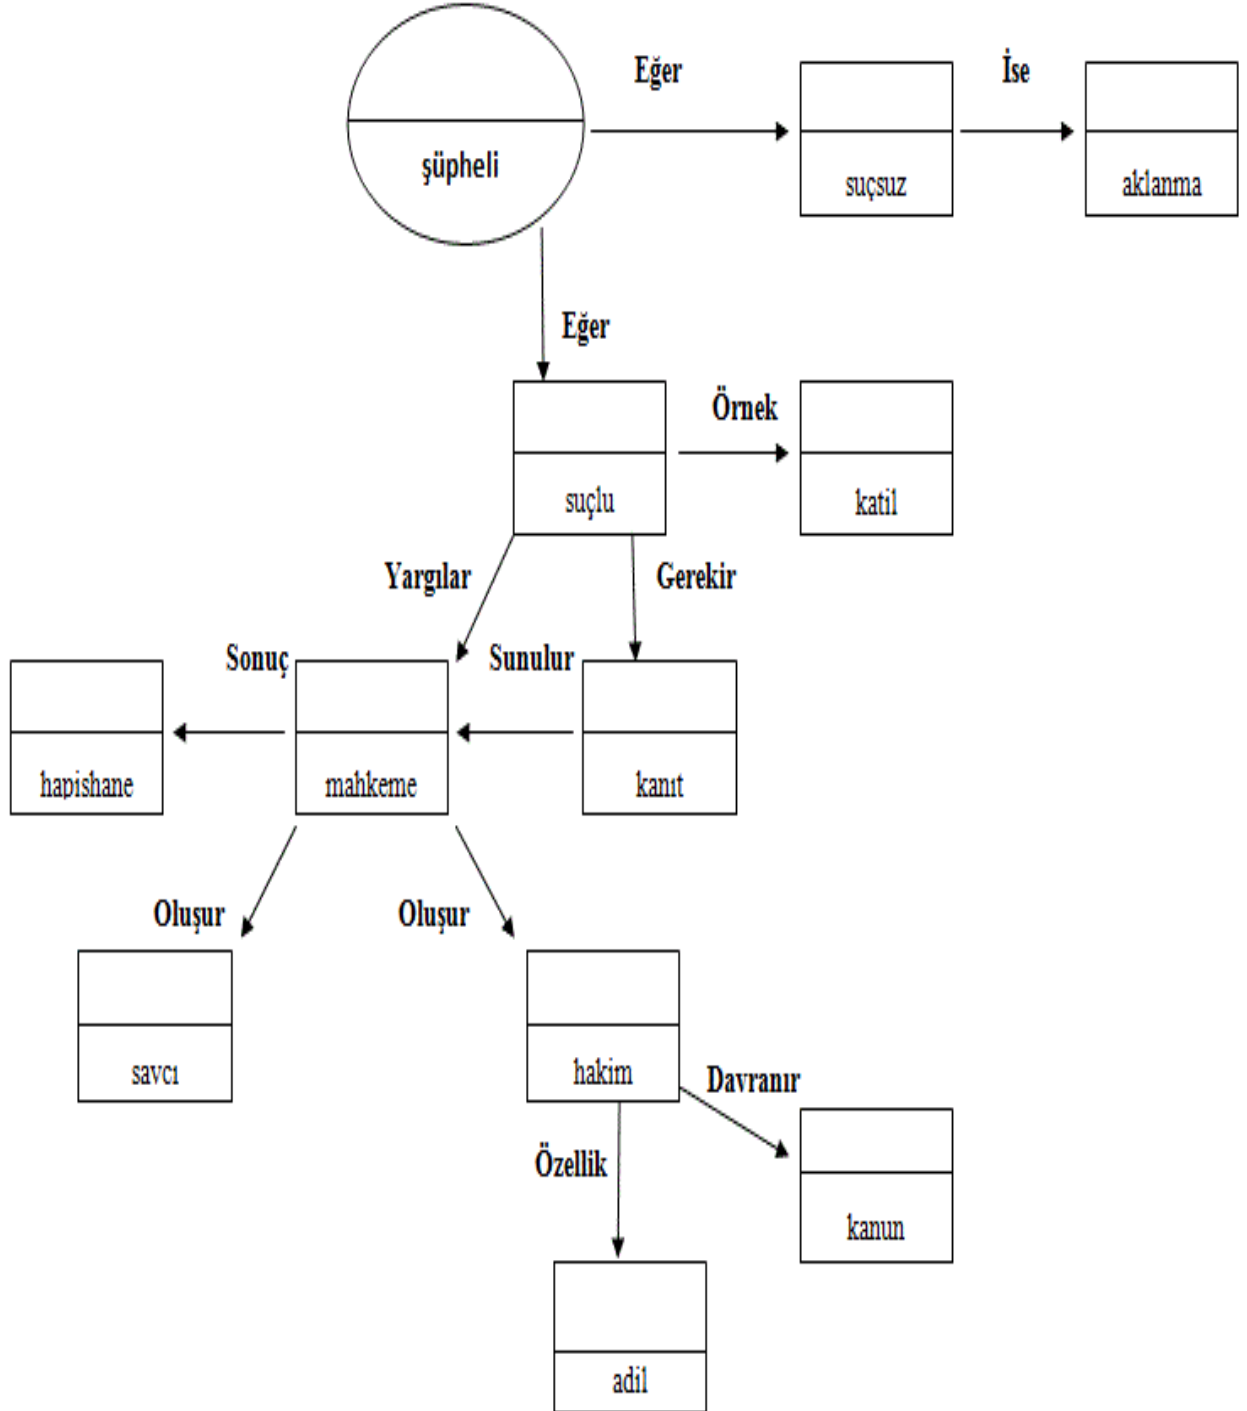 Eğer
İse
şüpheli
suçsuz
aklanma
Eğer
Örnek
suçlu
katil
Yargılar
Gerekir
Sonuç
Sunulur
hapishane
mahkeme
kanıt
Oluşur
Oluşur
savcı
hakim
Davranır
Özellik
kanun
adil